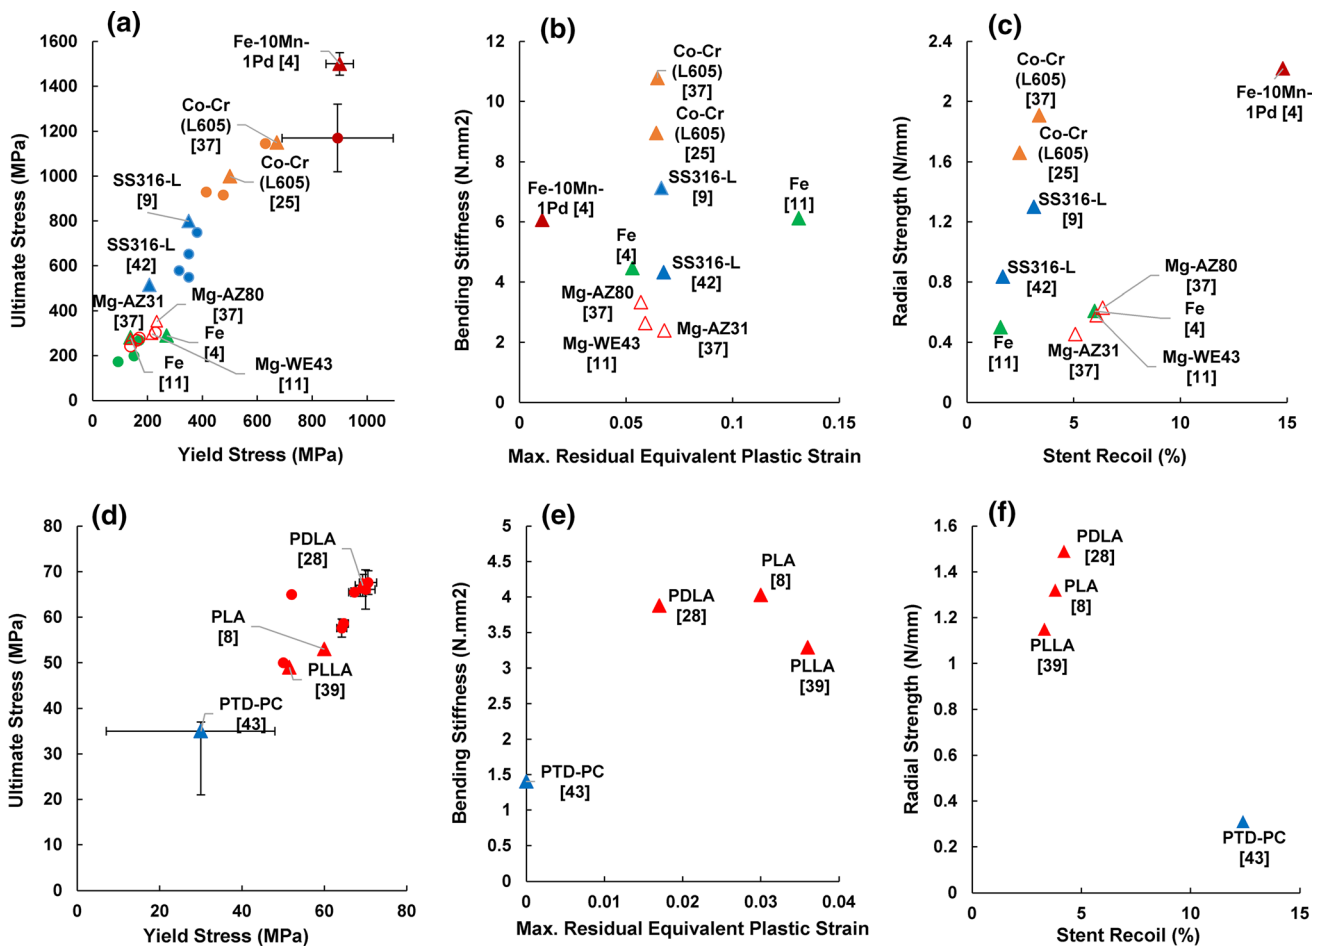 (a)
Ultimate Stress (MPa)
1600
1400
1200
1000
800
600
400
200
0
0
200
400
600
800
1000
Yield Stress (MPa)
Fe-10Mn-
1Pd [4]
Co-Cr
(L605)
[37]
Co-Cr
(L605)
[25]
SS316-L
[9]
SS316-L
[42]
Mg-AZ31
[37]
Mg-AZ80
[37]
Fe
[4]
Fe
[11]
Mg-WE43
[11]
(b)
Bending Stiffness (N.mm2)
12
10
8
6
4
2
0
0
0.05
0.1
0.15
Max. Residual Equivalent Plastic Strain
Co-Cr
(L605)
[37]
Co-Cr
(L605)
[25]
SS316-L
[9]
Fe-10Mn-
1Pd [4]
Fe
[11]
Fe
[4]
SS316-L
[42]
Mg-AZ80
[37]
Mg-WE43
[11]
Mg-AZ31
[37]
(c)
Radial Strength (N/mm)
2.4
2
1.6
1.2
0.8
0.4
0
0
5
10
15
Stent Recoil (%)
Co-Cr
(L605)
[37]
Fe-10Mn-
1Pd [4]
Co-Cr
(L605)
[25]
SS316-L
[9]
SS316-L
[42]
Mg-AZ80
[37]
Fe
[4]
Fe
[11]
Mg-AZ31
[37]
Mg-WE43
[11]
(d)
Ultimate Stress (MPa)
80
70
60
50
40
30
20
10
0
0
20
40
60
80
Yield Stress (MPa)
PDLA
[28]
PLA
[8]
PLLA
[39]
PTD-PC
[43]
(e)
Bending Stiffness (N.mm2)
5
4.5
4
3.5
3
2.5
2
1.5
1
0.5
0
0
0.01
0.02
0.03
0.04
Max. Residual Equivalent Plastic Strain
PLA
[8]
PDLA
[28]
PLLA
[39]
PTD-PC
[43]
(f)
Radial Strength (N/mm)
1.6
1.4
1.2
1
0.8
0.6
0.4
0.2
0
0
5
10
15
Stent Recoil (%)
PDLA
[28]
PLA
[8]
PLLA
[39]
PTD-PC
[43]